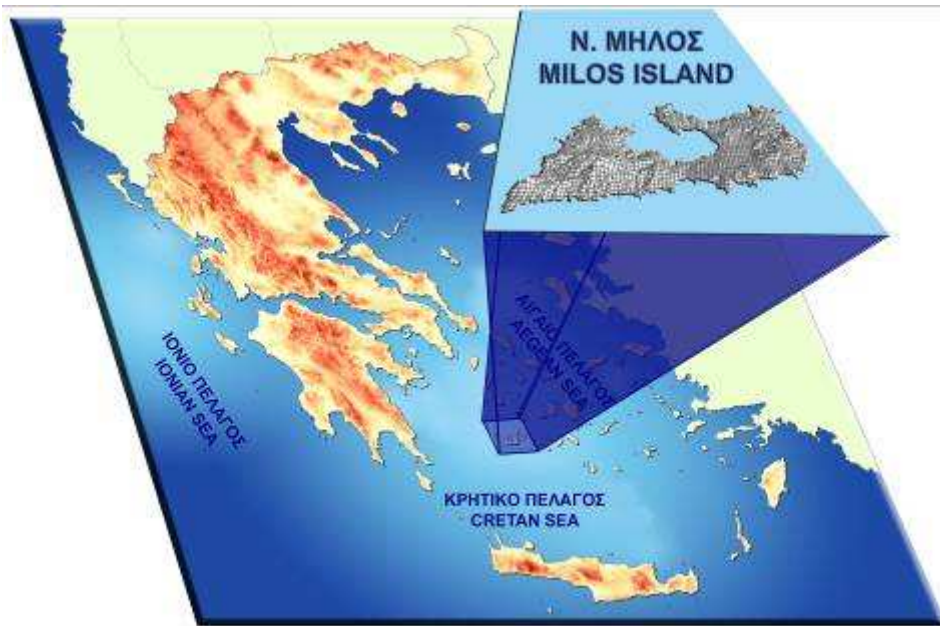 Ν. ΜΗΛΟΣ
MILOS ISLAND
ΑΙΓΑΙΟ ΠΕΛΑΓΟΣ
AEGEAN SEA
ΙΟΝΙΟ ΠΕΛΑΓΟΣ
IONIAN SEA
ΚΡΗΤΙΚΟ ΠΕΛΑΓΟΣ
CRETAN SEA